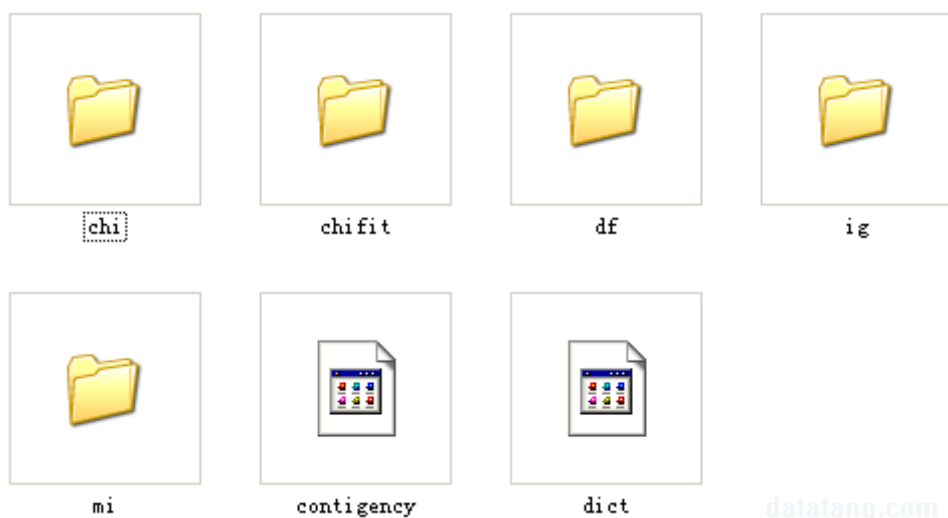 chi
chifit
df
ig
mi
contigency
dict
datatang.com